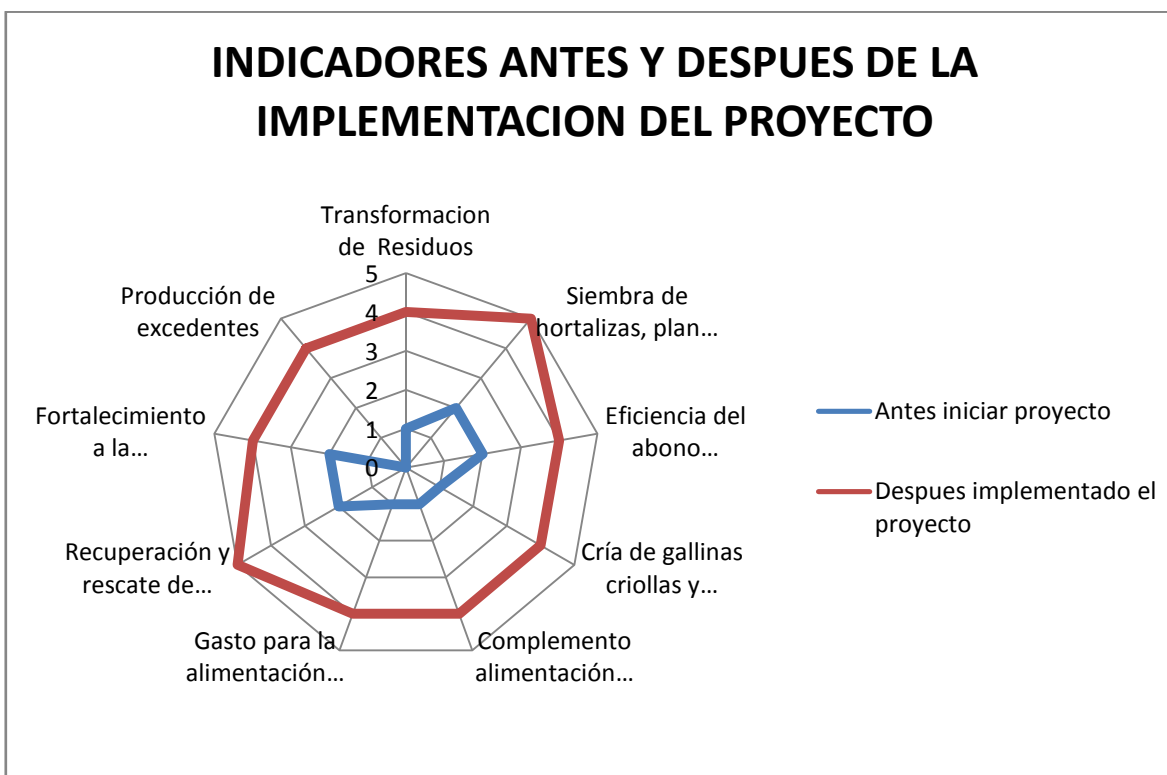 INDICADORES ANTES Y DESPUES DE LA
IMPLEMENTACION DEL PROYECTO
Transformacion
de Residuos
Siembra de
hortalizas, plan...
Eficiencia del
abono...
Cría de gallinas
criollas y...
Complemento
alimentación...
Gasto para la
alimentación...
Recuperación y
rescate de...
Fortalecimiento
a la...
Producción de
excedentes
5
4
3
2
1
0
Antes iniciar proyecto
Despues implementado el
proyecto